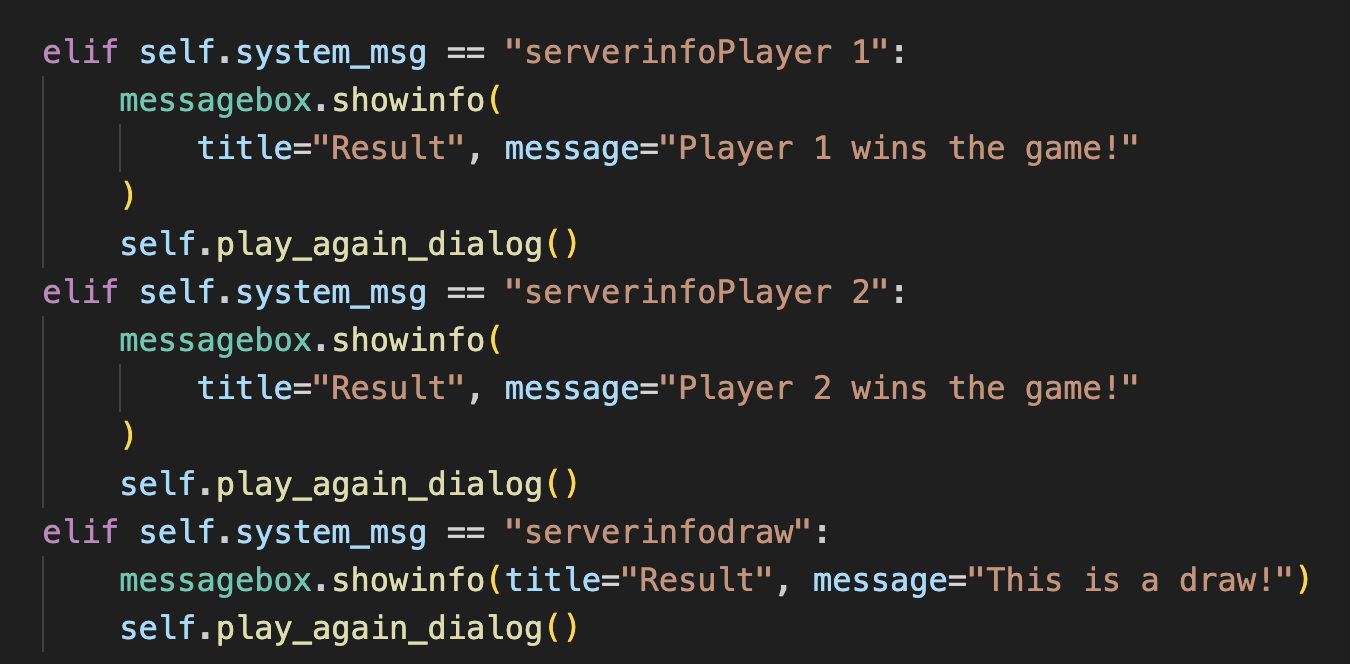 elif self.system_msg == "serverinfoPlayer 1":
    messagebox.showinfo(
        title="Result", message="Player 1 wins the game!"
    )
    self.play_again_dialog()
elif self.system_msg == "serverinfoPlayer 2":
    messagebox.showinfo(
        title="Result", message="Player 2 wins the game!"
    )
    self.play_again_dialog()
elif self.system_msg == "serverinfodraw":
    messagebox.showinfo(title="Result", message="This is a draw!")
    self.play_again_dialog()